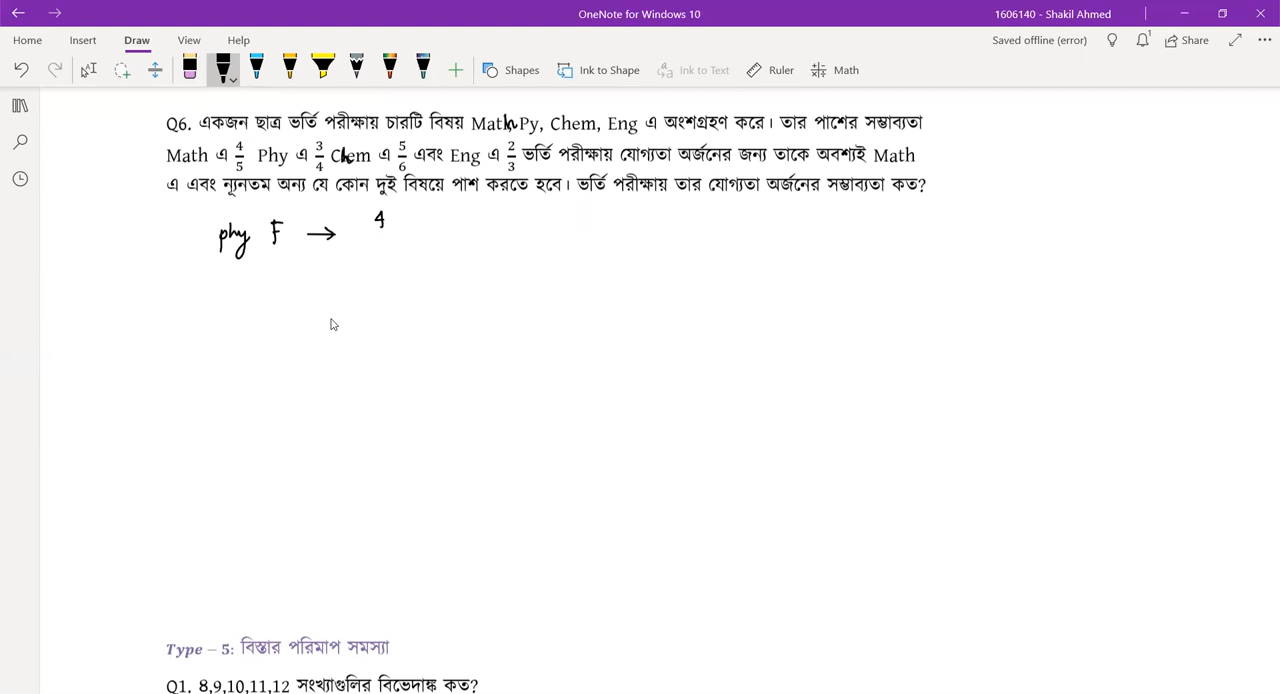 OneNote for Windows 10
1606140 - Shakil Ahmed
Home Insert Draw View Help
Saved offline (error) 1 Share
Shapes Ink to Shape Ink to Text Ruler Math
Q6. একজন ছাত্র ভর্তি পরীক্ষায় চারটি বিষয় Math Py, Chem, Eng এ অংশগ্রহণ করে। তার পাশের সম্ভাব্যতা
Math এ 4/5 Phy এ 3/4 Chem এ 5/6 এবং Eng এ 2/3 ভর্তি পরীক্ষায় যোগ্যতা অর্জনের জন্য তাকে অবশ্যই Math
এ এবং ন্যূনতম অন্য যে কোন দুই বিষয়ে পাশ করতে হবে। ভর্তি পরীক্ষায় তার যোগ্যতা অর্জনের সম্ভাব্যতা কত?
phy F → 4
Type – 5: বিস্তার পরিমাপ সমস্যা
Q1. 8,9,10,11,12 সংখ্যাগুলির বিভেদাঙ্ক কত?